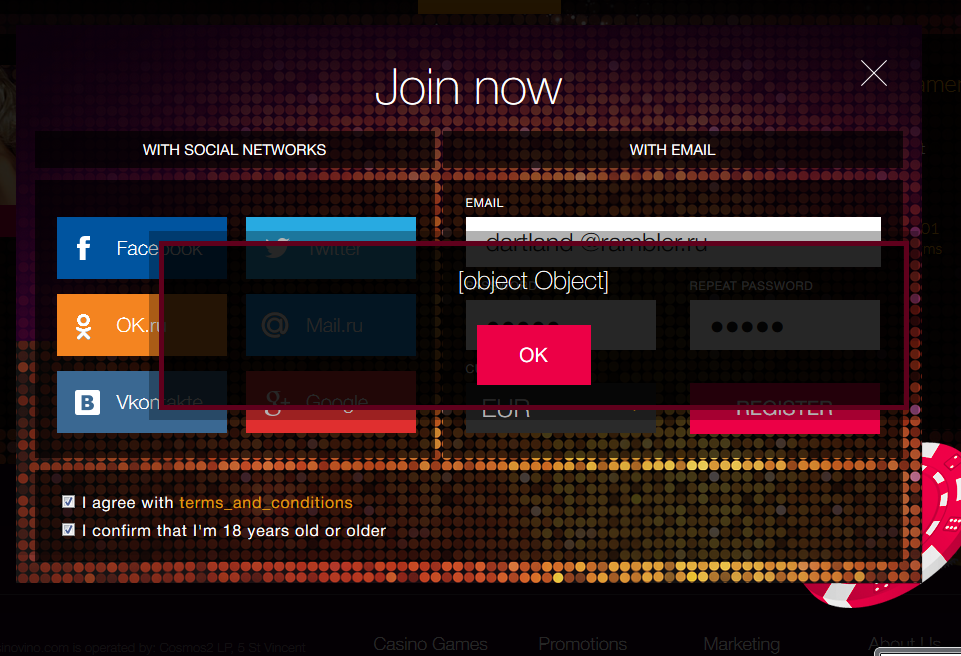 Join now
WITH SOCIAL NETWORKS
WITH EMAIL
EMAIL
f Facebook
Twitter
dartland @rambler.ru
[object Object]
REPEAT PASSWORD
OK.ru
@ Mail.ru
●●●●●
●●●●●
OK
B Vkontakte
g+ Google
EUR
REGISTER
I agree with terms_and_conditions
I confirm that I'm 18 years old or older
is operated by: Cosmos2 LP, 5 St Vincent
Casino Games
Promotions
Marketing
About Us